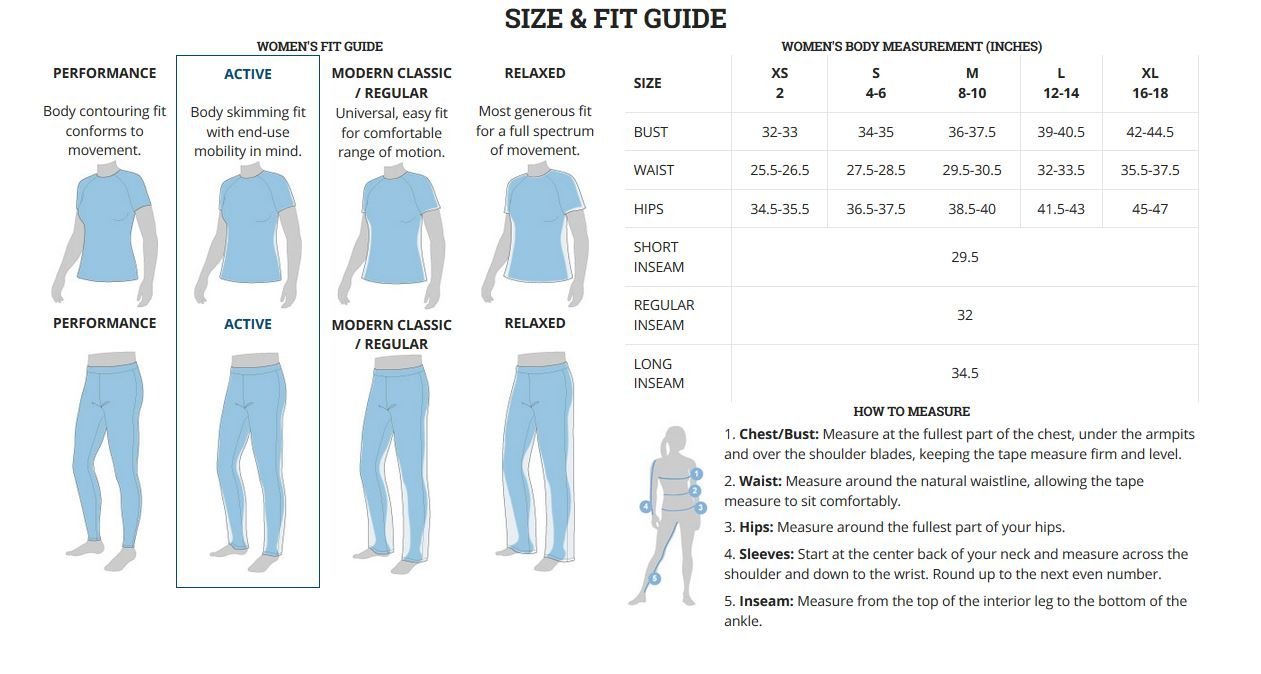 SIZE & FIT GUIDE
WOMEN'S FIT GUIDE
PERFORMANCE
Body contouring fit
conforms to
movement.
ACTIVE
Body skimming fit
with end-use
mobility in mind.
MODERN CLASSIC
/ REGULAR
Universal, easy fit
for comfortable
range of motion.
RELAXED
Most generous fit
for a full spectrum
of movement.
PERFORMANCE
ACTIVE
MODERN CLASSIC
/ REGULAR
RELAXED
WOMEN'S BODY MEASUREMENT (INCHES)
SIZE XS S M L XL
2 4-6 8-10 12-14 16-18
BUST 32-33 34-35 36-37.5 39-40.5 42-44.5
WAIST 25.5-26.5 27.5-28.5 29.5-30.5 32-33.5 35.5-37.5
HIPS 34.5-35.5 36.5-37.5 38.5-40 41.5-43 45-47
SHORT
INSEAM 29.5
REGULAR
INSEAM 32
LONG
INSEAM 34.5
HOW TO MEASURE
1
2
3
4
5
1. Chest/Bust: Measure at the fullest part of the chest, under the armpits
and over the shoulder blades, keeping the tape measure firm and level.
2. Waist: Measure around the natural waistline, allowing the tape
measure to sit comfortably.
3. Hips: Measure around the fullest part of your hips.
4. Sleeves: Start at the center back of your neck and measure across the
shoulder and down to the wrist. Round up to the next even number.
5. Inseam: Measure from the top of the interior leg to the bottom of the
ankle.